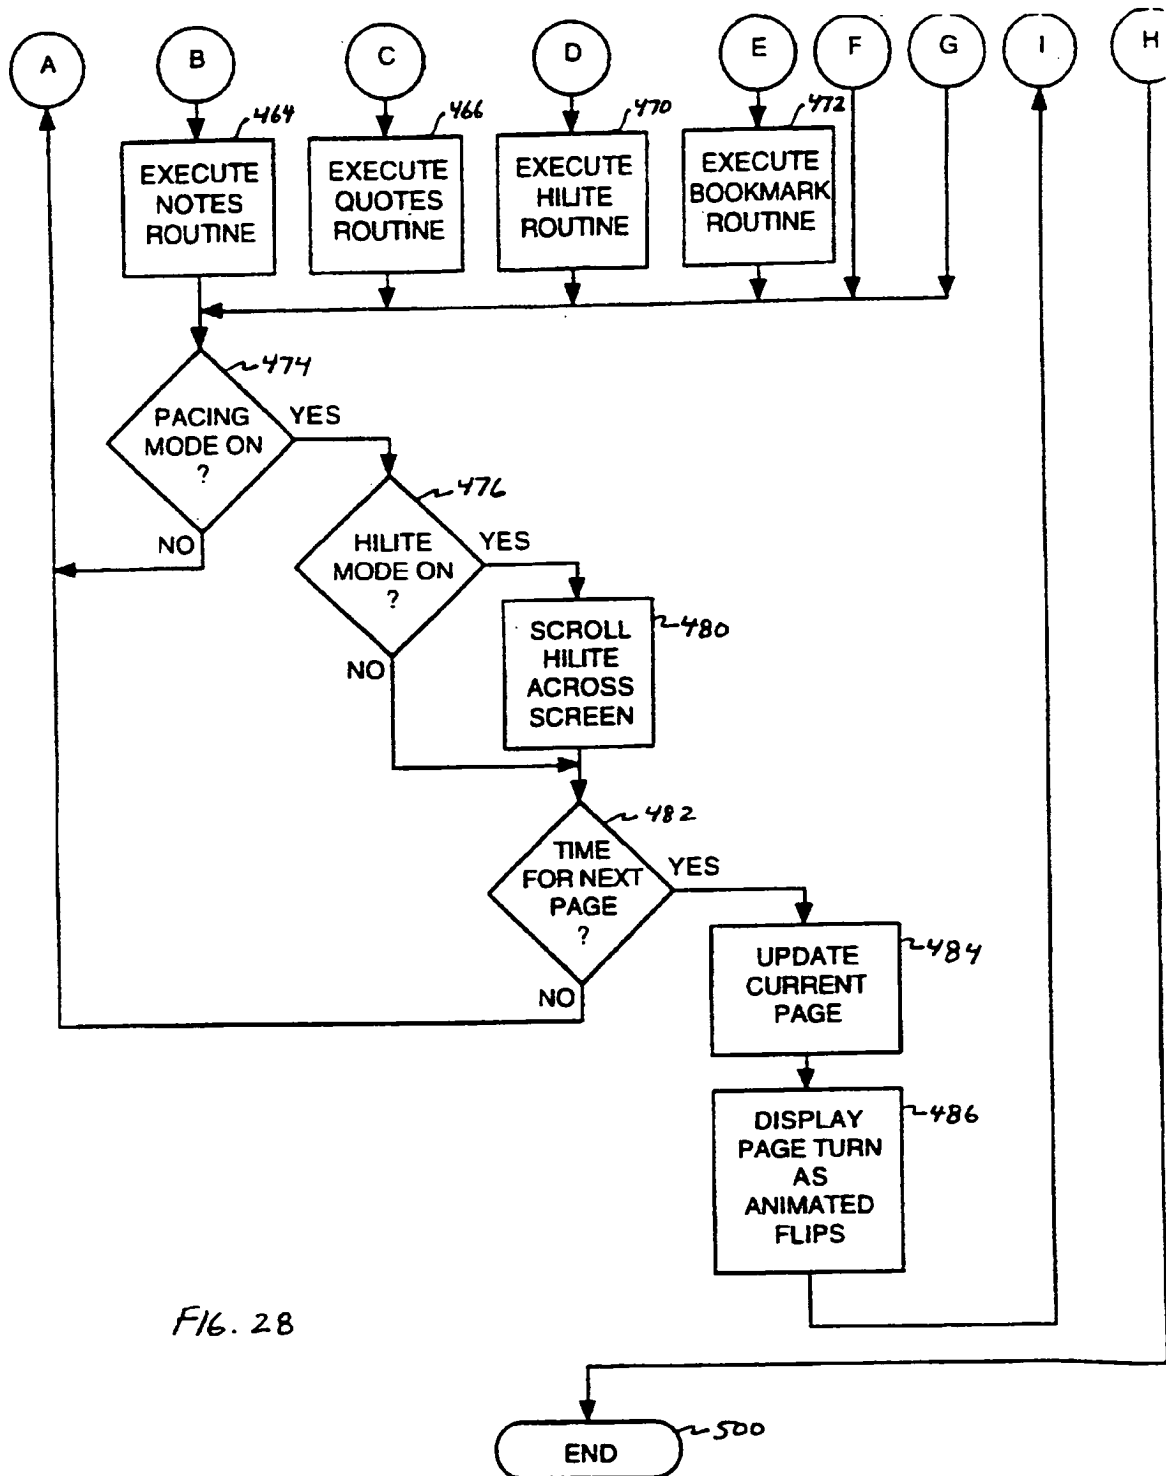 A
B
C
D
E
F
G
I
H
464
466
470
472
EXECUTE
NOTES
ROUTINE
EXECUTE
QUOTES
ROUTINE
EXECUTE
HILITE
ROUTINE
EXECUTE
BOOKMARK
ROUTINE
474
PACING
MODE ON
?
YES
NO
476
HILITE
MODE ON
?
YES
NO
480
SCROLL
HILITE
ACROSS
SCREEN
482
TIME
FOR NEXT
PAGE
?
YES
NO
484
UPDATE
CURRENT
PAGE
486
DISPLAY
PAGE TURN
AS
ANIMATED
FLIPS
FIG. 28
500
END